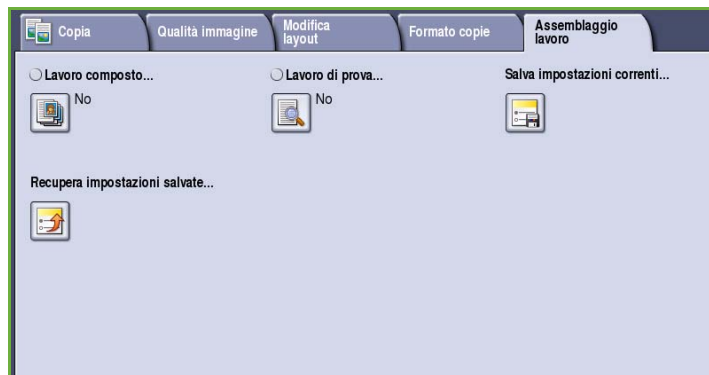 Copia
Qualità immagine
Modifica
layout
Formato copie
Assemblaggio
lavoro
Lavoro composto...
No
Lavoro di prova...
No
Salva impostazioni correnti...
Recupera impostazioni salvate...